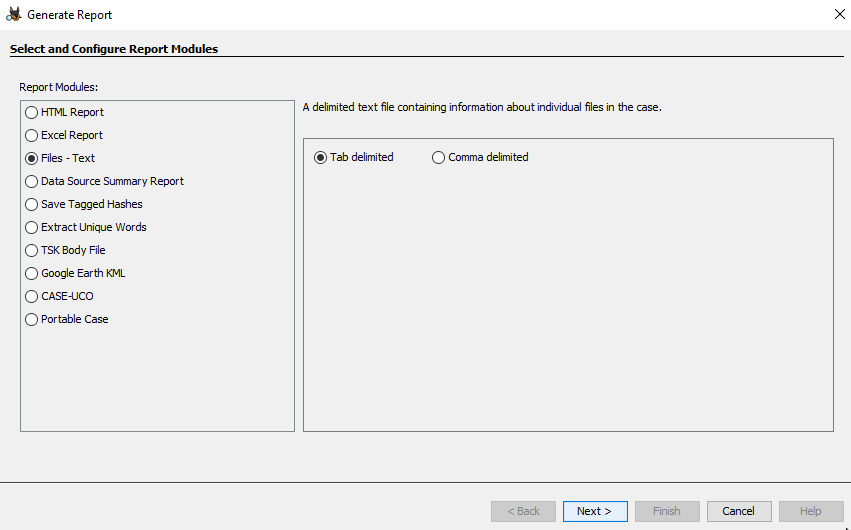 Generate Report
Select and Configure Report Modules
Report Modules:
HTML Report
Excel Report
Files - Text
Data Source Summary Report
Save Tagged Hashes
Extract Unique Words
TSK Body File
Google Earth KML
CASE-UCO
Portable Case
A delimited text file containing information about individual files in the case.
Tab delimited Comma delimited
< Back Next > Finish Cancel Help